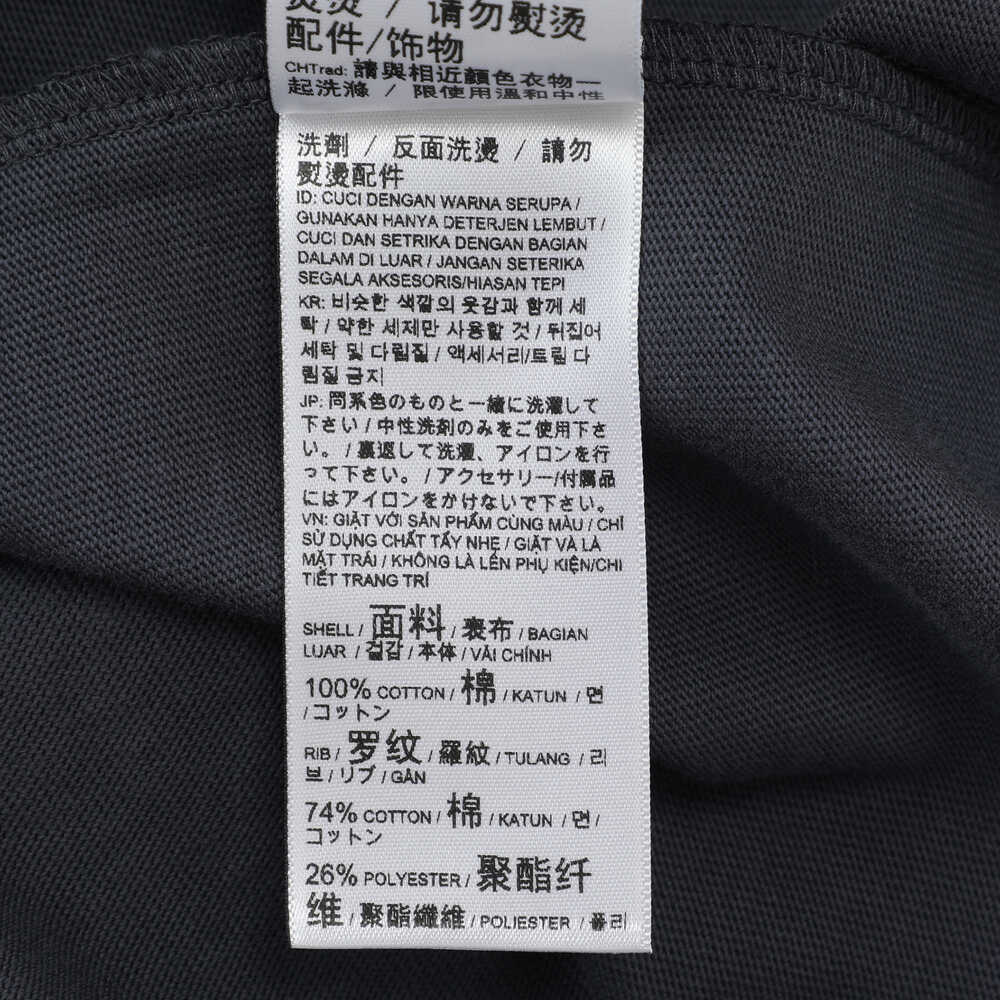 烫 / 请勿熨烫
配件/饰物
CHTrad: 請與相近顏色衣物一
起洗滌 / 限使用溫和中性
洗劑 / 反面洗燙 / 請勿
熨燙配件
ID: CUCI DENGAN WARNA SERUPA /
GUNAKAN HANYA DETERJEN LEMBUT /
CUCI DAN SETRIKA DENGAN BAGIAN
DALAM DI LUAR / JANGAN SETERIKA
SEGALA AKSESORIS/HIASAN TEPI
KR: 비슷한 색깔의 옷감과 함께 세
탁 / 약한 세제만 사용할 것 / 뒤집어
세탁 및 다림질 / 액세서리/트림 다
림질 금지
JP: 同系色のものと一緒に洗濯して
下さい / 中性洗剤のみをご使用下さ
い。 / 裏返して洗濯、アイロンを行
って下さい。 / アクセサリー/付属品
にはアイロンをかけないで下さい。
VN: GIẶT VỚI SẢN PHẨM CÙNG MÀU / CHỈ
SỬ DỤNG CHẤT TẨY NHẸ / GIẶT VÀ LÀ
MẶT TRÁI / KHÔNG LÀ LÊN PHỤ KIỆN/CHI
TIẾT TRANG TRÍ
SHELL / 面料 / 表布 / BAGIAN
LUAR / 겉감 / 本体 / VẢI CHÍNH
100% COTTON / 棉 / KATUN / 면
/ コットン
RIB / 罗纹 / 羅紋 / TULANG / 리
브 / リブ / GÂN
74% COTTON / 棉 / KATUN / 면 /
コットン
26% POLYESTER / 聚酯纤
维 / 聚酯纖維 / POLIESTER / 폴리